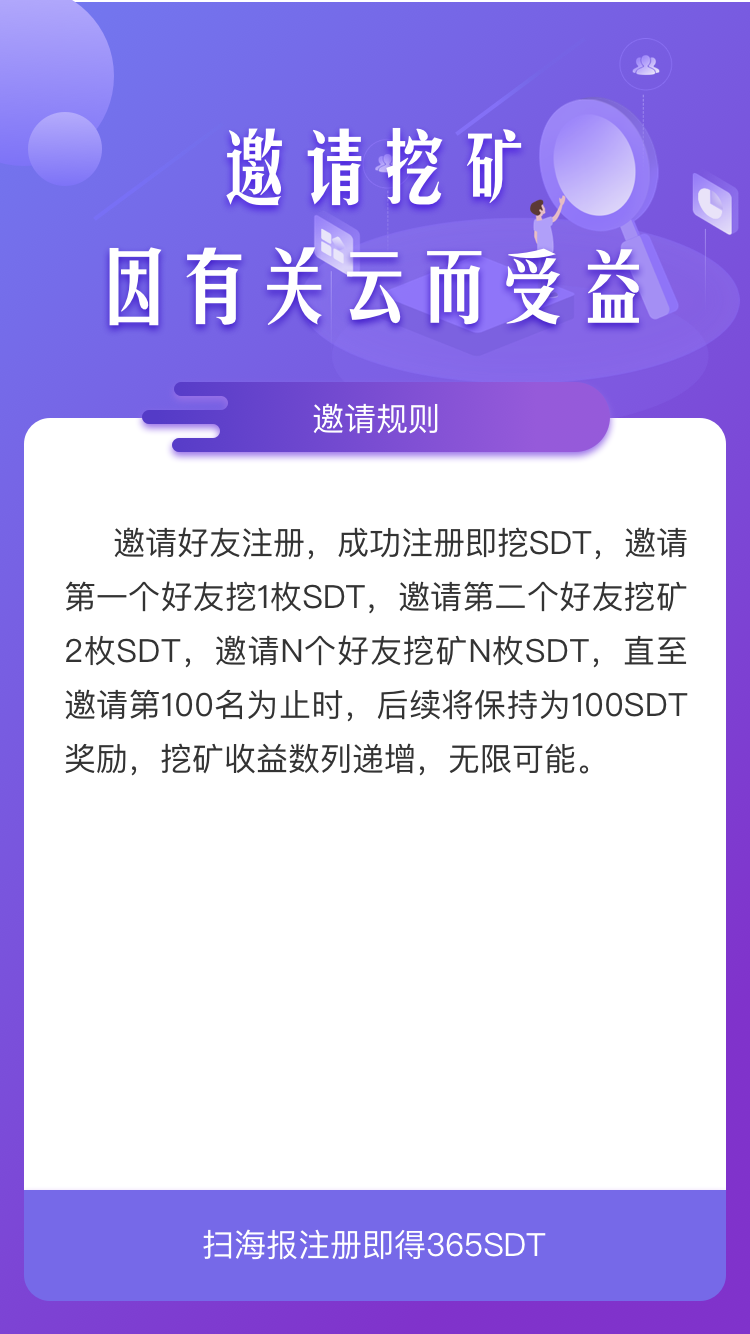 邀请挖矿
因有关云而受益
邀请规则
邀请好友注册，成功注册即挖SDT，邀请
第一个好友挖1枚SDT，邀请第二个好友挖矿
2枚SDT，邀请N个好友挖矿N枚SDT，直至
邀请第100名为止时，后续将保持为100SDT
奖励，挖矿收益数列递增，无限可能。
扫海报注册即得365SDT